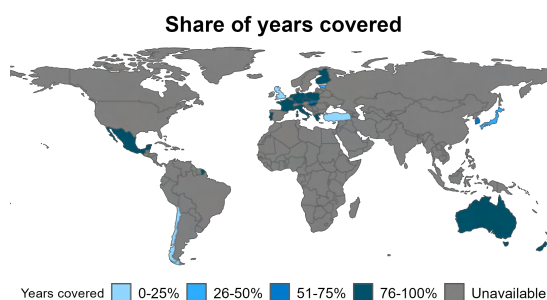 Share of years covered
Years covered 0-25% 26-50% 51-75% 76-100% Unavailable